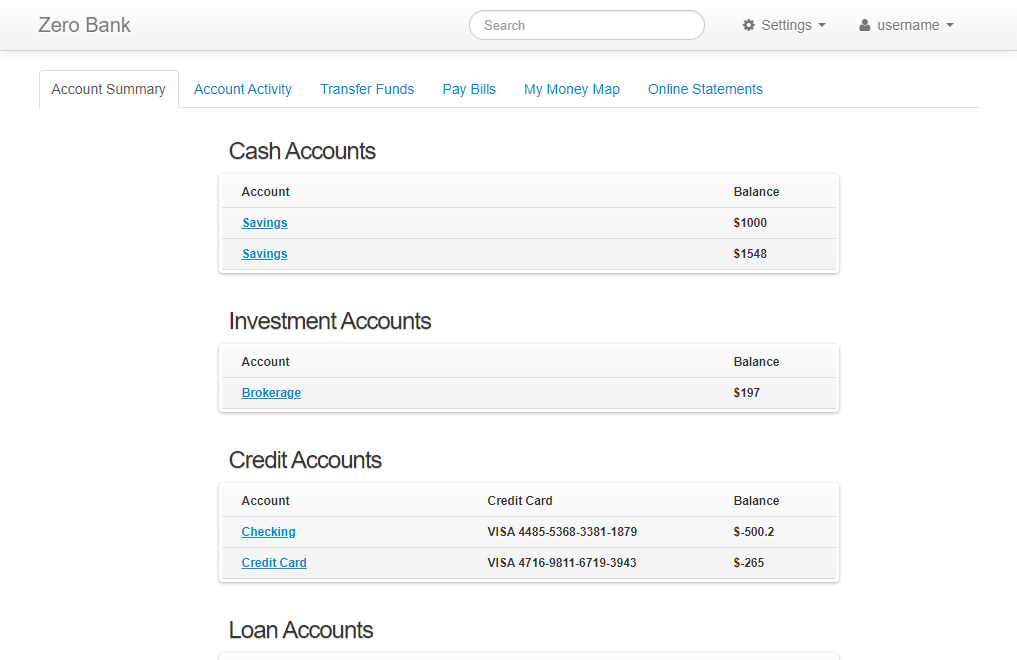 Zero Bank Search Settings username
Account Summary Account Activity Transfer Funds Pay Bills My Money Map Online Statements
Cash Accounts
Account Balance
Savings $1000
Savings $1548
Investment Accounts
Account Balance
Brokerage $197
Credit Accounts
Account Credit Card Balance
Checking VISA 4485-5368-3381-1879 $-500.2
Credit Card VISA 4716-9811-6719-3943 $-265
Loan Accounts